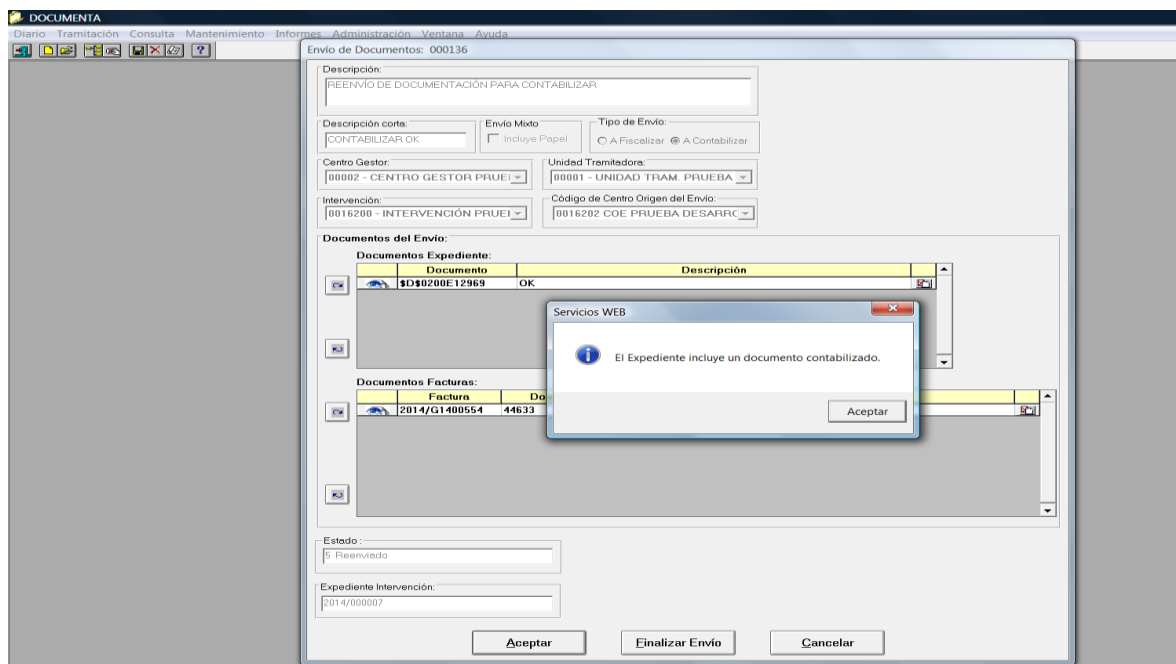 DOCUMENTA
Diario Tramitación Consulta Mantenimiento Informes Administración Ventana Ayuda
Envío de Documentos: 000136
Descripción:
REENVÍO DE DOCUMENTACIÓN PARA CONTABILIZAR
Descripción corta: Envío Mixto Tipo de Envío:
CONTABILIZAR OK Incluye Papel A Fiscalizar A Contabilizar
Centro Gestor: Unidad Tramitadora:
00002 - CENTRO GESTOR PRUEI 00001 - UNIDAD TRAM. PRUEBA
Intervención: Código de Centro Origen del Envío:
0016200 - INTERVENCIÓN PRUEI 0016202 COE PRUEBA DESARRC
Documentos del Envío:
Documentos Expediente:
Documento Descripción
$D$0200E12969 OK
Servicios WEB
El Expediente incluye un documento contabilizado.
Aceptar
Documentos Facturas:
Factura Do
2014/G1400554 44633
Estado :
5 Reenviado
Expediente Intervención:
2014/000007
Aceptar Finalizar Envío Cancelar